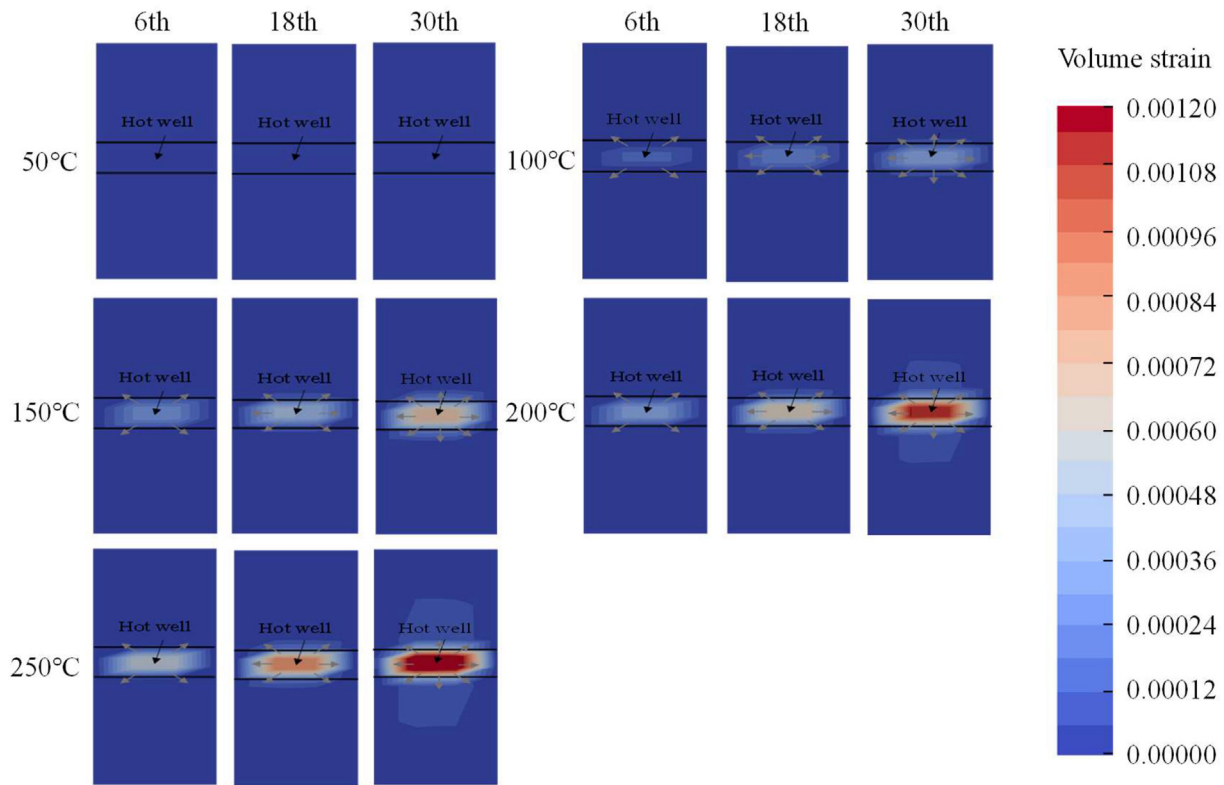 6th 18th 30th 6th 18th 30th
Volume strain
Hot well Hot well Hot well Hot well Hot well Hot well
50°C 100°C
Hot well Hot well Hot well Hot well Hot well Hot well
150°C 200°C
Hot well Hot well Hot well
250°C
0.00120
0.00108
0.00096
0.00084
0.00072
0.00060
0.00048
0.00036
0.00024
0.00012
0.00000